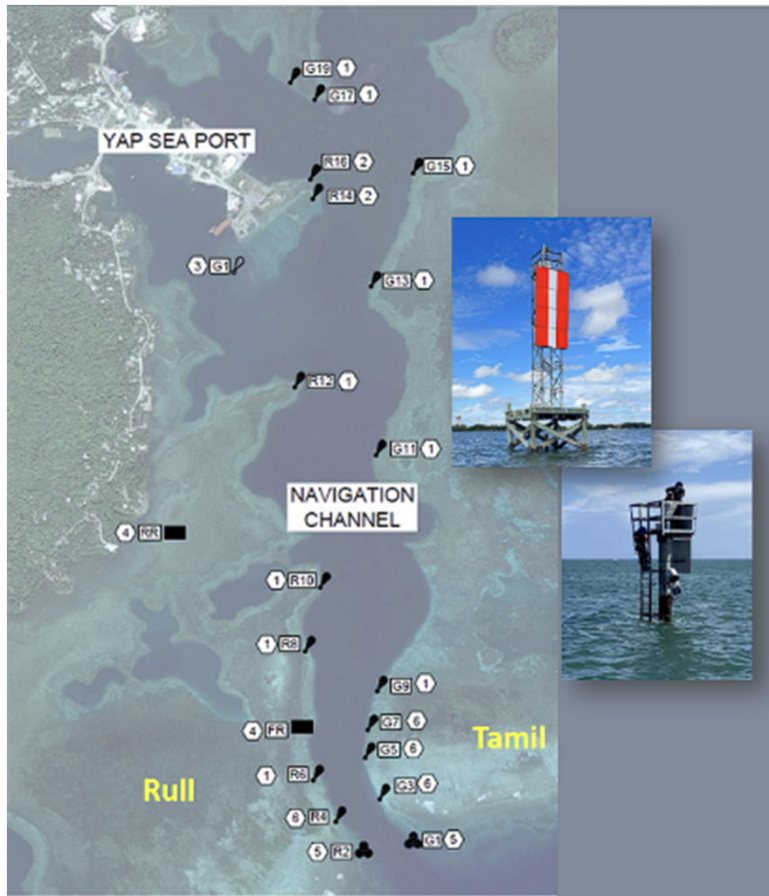 G19 1
G17 1
YAP SEA PORT
R16 2
G15 1
R14 2
3 G1
G13 1
R12 1
G11 1
NAVIGATION
CHANNEL
4 RR
1 R10
1 R8
G9 1
G7 6
4 FR
Tamil
G5 6
1 R6
Rull
G3 6
6 R4
G1 5
5 R2